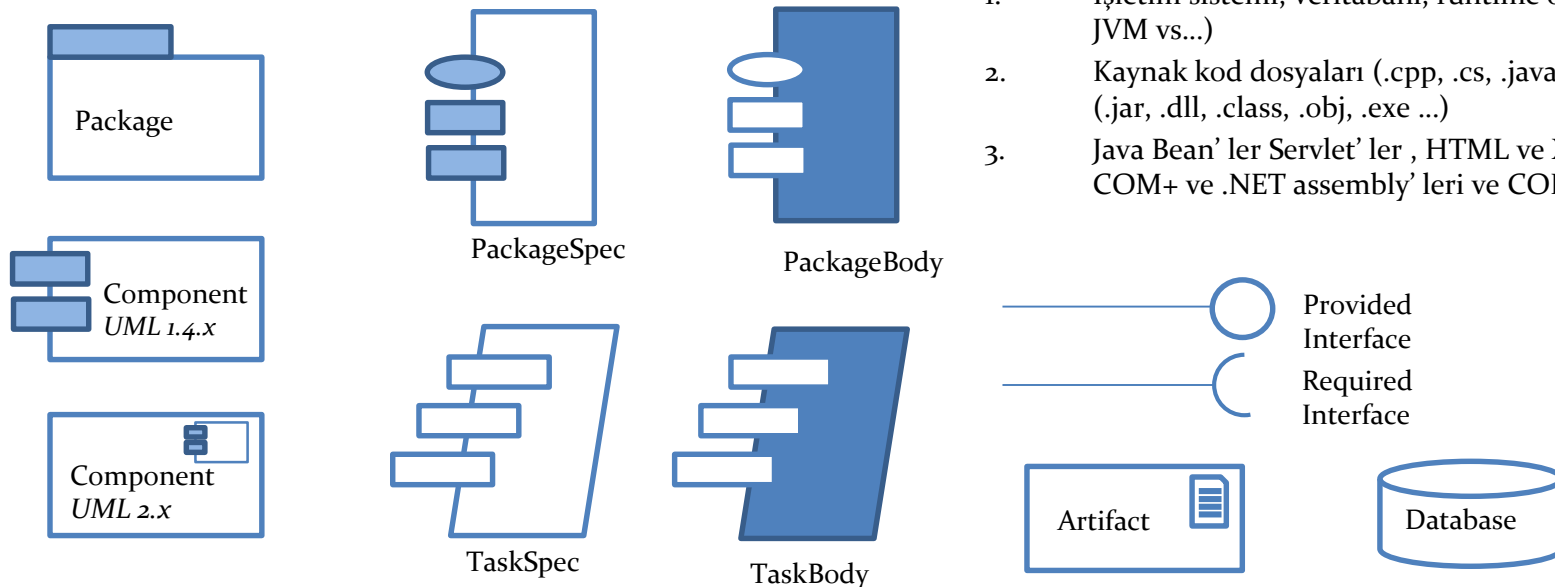 Package
Component
UML 1.4.x
Component
UML 2.x
PackageSpec
PackageBody
TaskSpec
TaskBody
1.
JVM vs...)
2. Kaynak kod dosyaları (.cpp, .cs, .java
(.jar, .dll, .class, .obj, .exe ...)
3. Java Bean’ ler Servlet’ ler , HTML ve
COM+ ve .NET assembly’ leri ve
Provided
Interface
Required
Interface
Artifact
Database